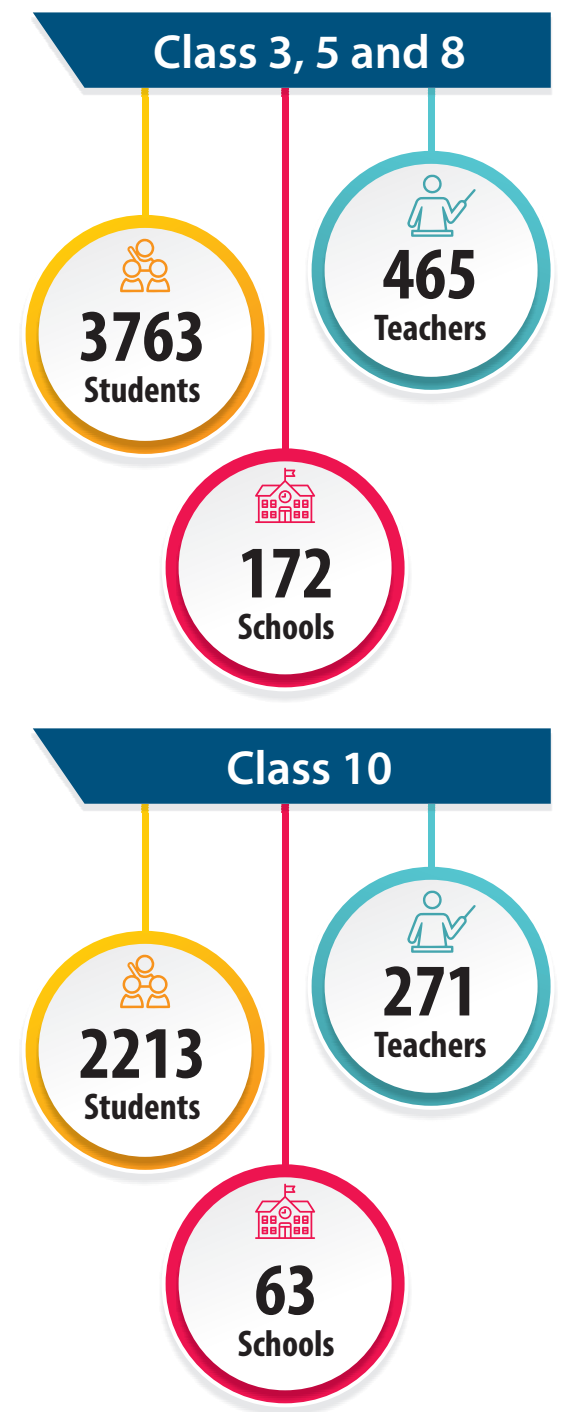 Class 3, 5 and 8
3763
Students
465
Teachers
172
Schools
Class 10
2213
Students
271
Teachers
63
Schools